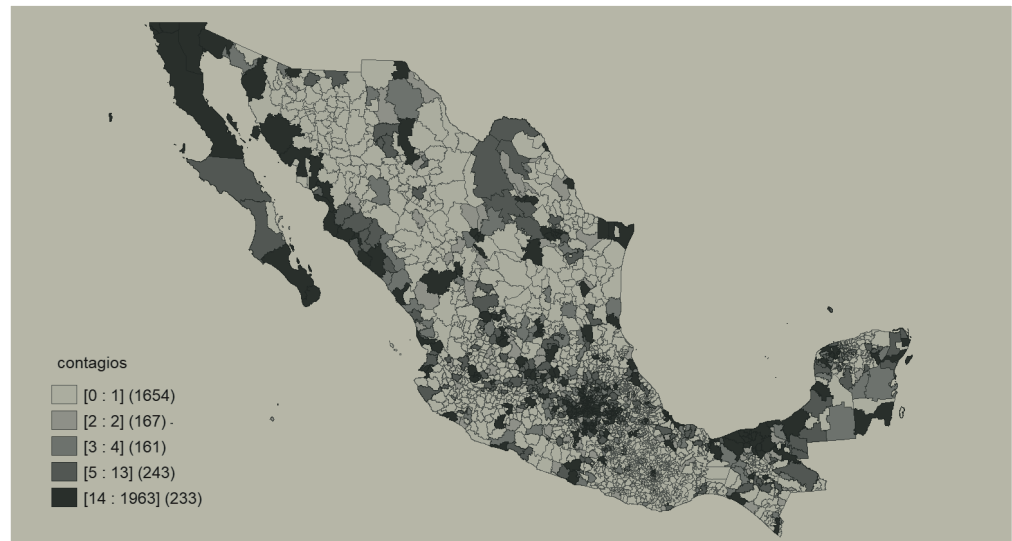 contagios
[0 : 1] (1654)
[2 : 2] (167)
[3 : 4] (161)
[5 : 13] (243)
[14 : 1963] (233)